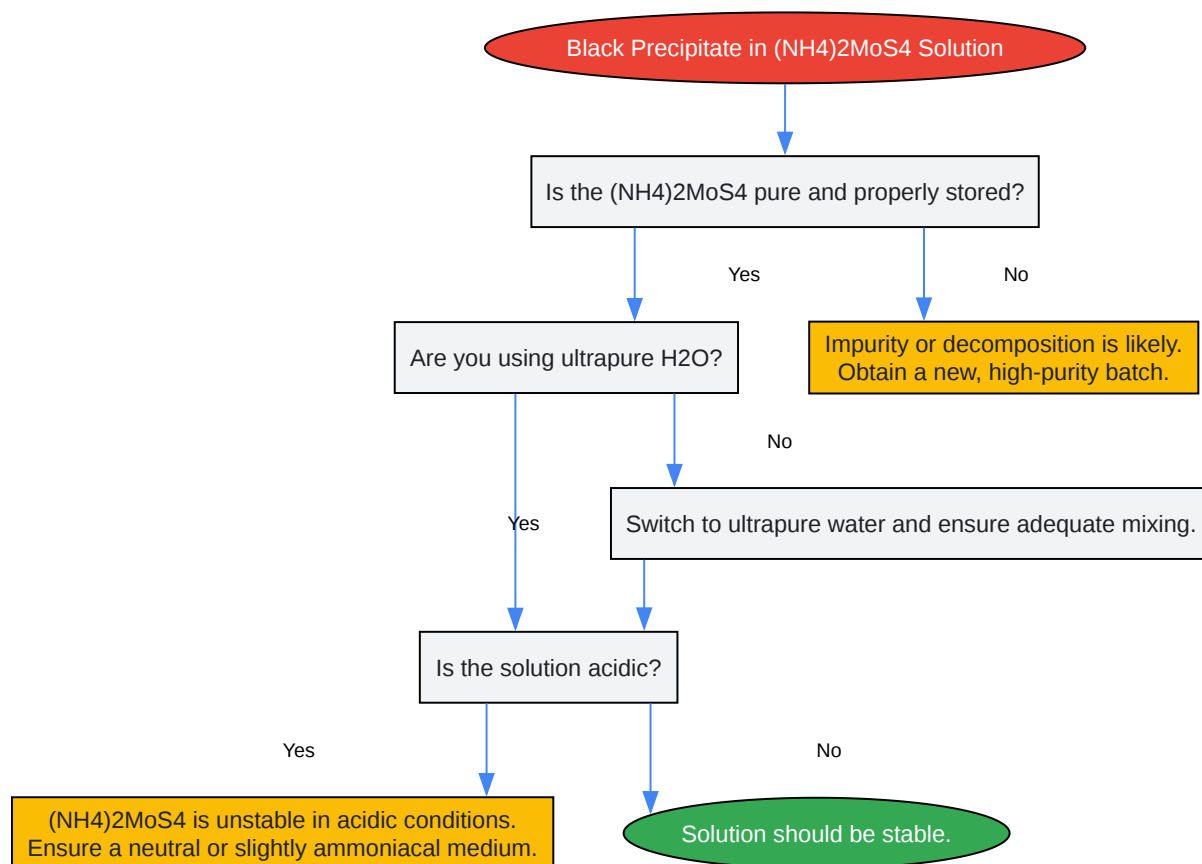 Black Precipitate in (NH4)2MoS4 Solution
Is the (NH4)2MoS4 pure and properly stored?
Yes
No
Are you using ultrapure H2O?
Impurity or decomposition is likely.
Obtain a new, high-purity batch.
No
Yes
Switch to ultrapure water and ensure adequate mixing.
Is the solution acidic?
Yes
No
(NH4)2MoS4 is unstable in acidic conditions.
Ensure a neutral or slightly ammoniacal medium.
Solution should be stable.